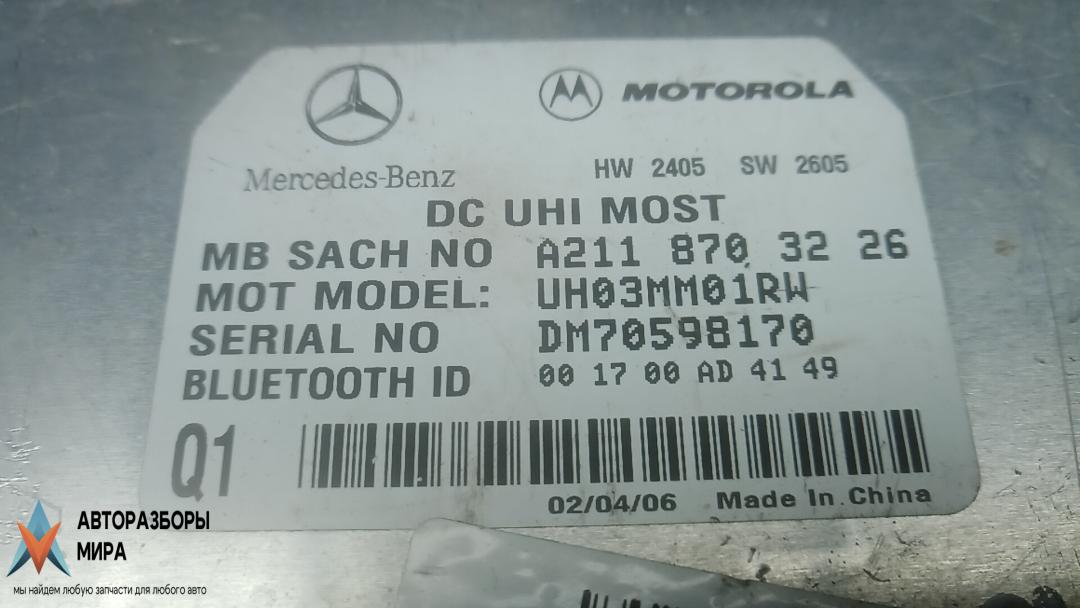 MOTOROLA
Mercedes-Benz
HW 2405 SW 2605
DC UHI MOST
MB SACH NO A211 870 32 26
MOT MODEL: UH03MM01RW
SERIAL NO DM70598170
BLUETOOTH ID 00 17 00 AD 41 49
Q1
02/04/06 Made In China
АВТОРАЗБОРЫ
МИРА
мы найдем любую запчасти для любого авто